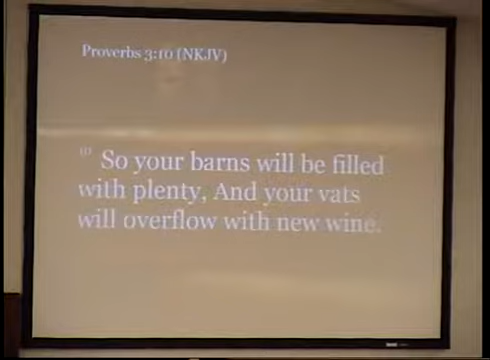 Proverbs 3:10 (NKJV)
10 So your barns will be filled
with plenty, And your vats
will overflow with new wine.